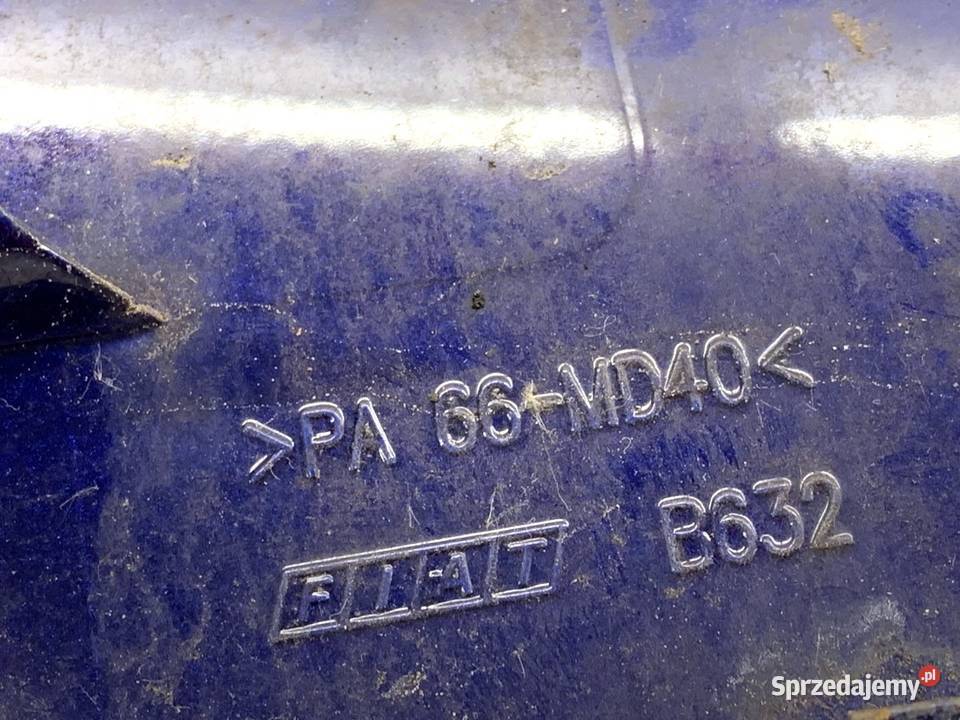 >PA 66-MD40<
FIAT B632
Sprzedajemy.pl